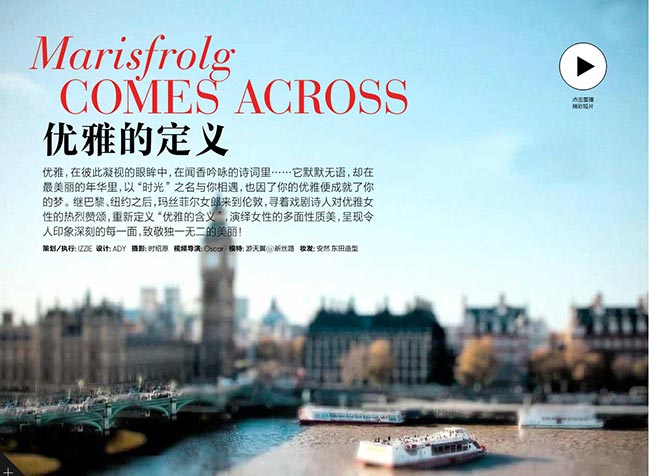 Marisfrolg
COMES ACROSS
优雅的定义
优雅,在彼此凝视的眼眸中,在闻香吟咏的诗词里……它默默无语,却在
最美丽的年华里,以“时光”之名与你相遇,也因了你的优雅便成就了你
的梦。继巴黎、纽约之后,玛丝菲尔女郎来到伦敦,寻着戏剧诗人对优雅女
性的热烈赞颂,重新定义“优雅的含义”,演绎女性的多面性质美,呈现令
人印象深刻的每一面,致敬独一无二的美丽!
策划/执行: IZZIE 设计: ADY 摄影: 时绍原 视频导演: Oscar 模特: 游天翼@新丝路 妆发: 安然 东田造型
点击里播
精彩短片